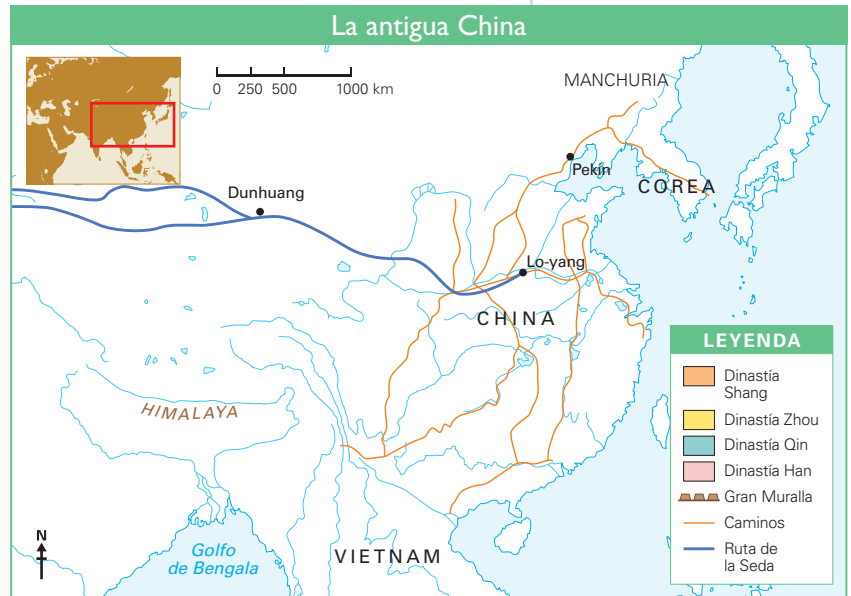 La antigua China
0 250 500 1000 km
MANCHURIA
Pekín
COREA
Dunhuang
Lo-yang
CHINA
HIMALAYA
LEYENDA
Dinastía
Shang
Dinastía Zhou
Dinastía Qin
Dinastía Han
Gran Muralla
Caminos
Ruta de
la Seda
N
Golfo
de Bengala
VIETNAM